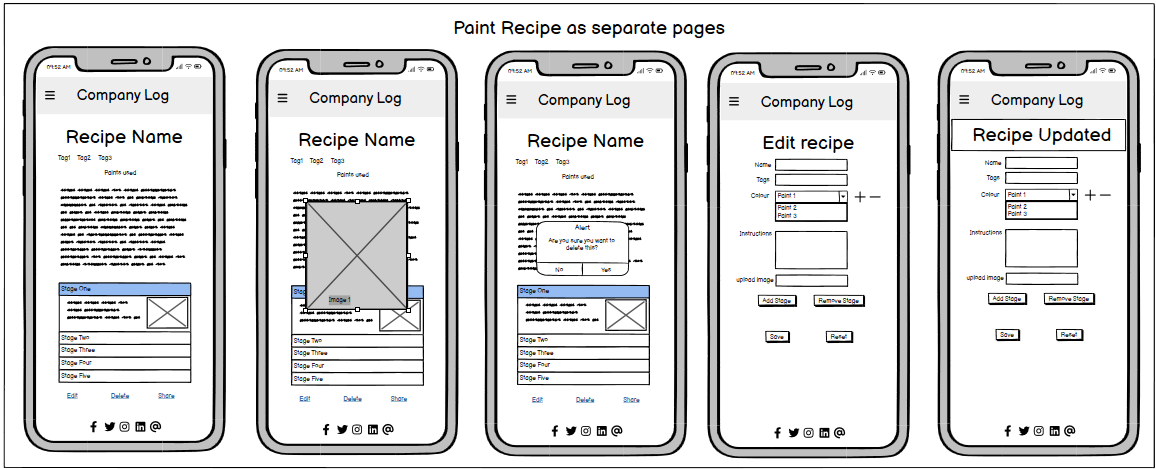 Paint Recipe as separate pages
09:52 AM
Company Log
Recipe Name
Tag1 Tag2 Tag3
Paints used
Stage One
Stage Two
Stage Three
Stage Four
Stage Five
Edit Delete Share
09:52 AM
Company Log
Recipe Name
Tag1 Tag2 Tag3
Paints used
Image 1
Stage Two
Stage Three
Stage Four
Stage Five
Edit Delete Share
09:52 AM
Company Log
Recipe Name
Tag1 Tag2 Tag3
Paints used
Alert
Are you sure you want to
delete this?
No Yes
Stage One
Stage Two
Stage Three
Stage Four
Stage Five
Edit Delete Share
09:52 AM
Company Log
Edit recipe
Name
Tags
Colour Paint 1
Paint 2
Paint 3
Instructions
upload image
Add Stage Remove Stage
Save Reset
09:52 AM
Company Log
Recipe Updated
Name
Tags
Colour Paint 1
Paint 2
Paint 3
Instructions
upload image
Add Stage Remove Stage
Save Reset